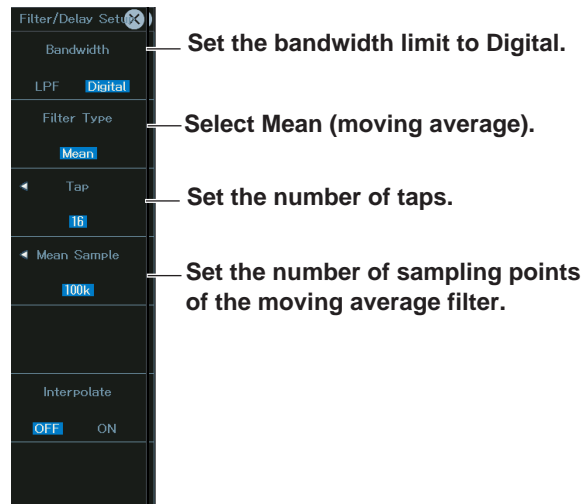 Filter/Delay Setu
Bandwidth
LPF Digital
Set the bandwidth limit to Digital.
Filter Type
Mean
Select Mean (moving average).
Tap
16
Set the number of taps.
Mean Sample
100k
Set the number of sampling points
of the moving average filter.
Interpolate
OFF ON